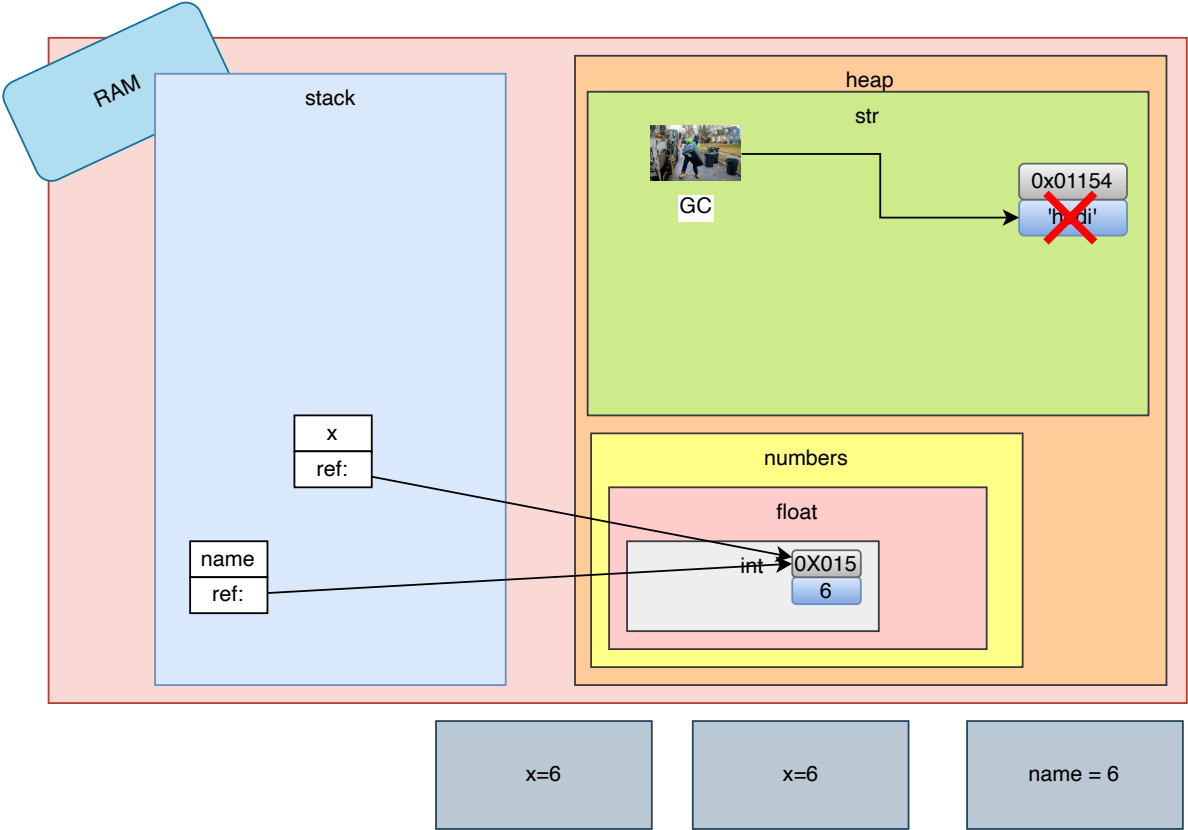 RAM
stack
heap
str
GC
0x01154
x
ref:
numbers
float
name
ref:
int
0X015
6
x=6
x=6
name = 6